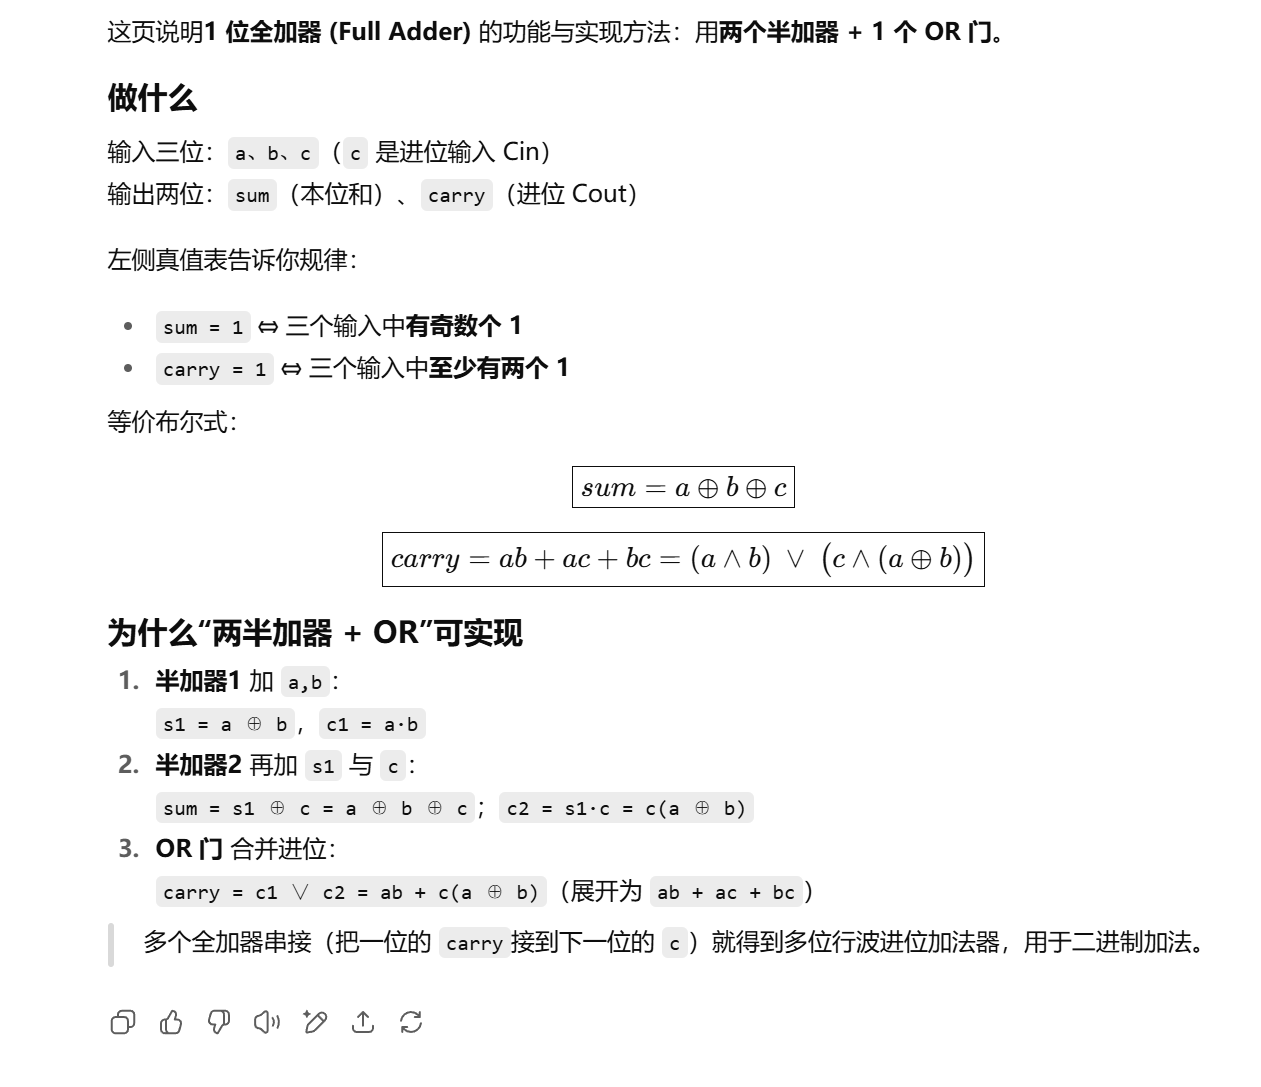 这页说明1 位全加器 (Full Adder) 的功能与实现方法：用两个半加器 + 1 个 OR 门。
做什么
输入三位：a、b、c（c 是进位输入 Cin）
输出两位：sum（本位和）、carry（进位 Cout）
左侧真值表告诉你规律：
• sum = 1 ⇔ 三个输入中有奇数个 1
• carry = 1 ⇔ 三个输入中至少有两个 1
等价布尔式：
sum = a ⊕ b ⊕ c
carry = ab + ac + bc = (a ∧ b) ∨ (c ∧ (a ⊕ b))
为什么“两半加器 + OR”可实现
1. 半加器1 加 a,b：
s1 = a ⊕ b，c1 = a·b
2. 半加器2 再加 s1 与 c：
sum = s1 ⊕ c = a ⊕ b ⊕ c；c2 = s1·c = c(a ⊕ b)
3. OR 门 合并进位：
carry = c1 ∨ c2 = ab + c(a ⊕ b)（展开为 ab + ac + bc）
多个全加器串接（把一位的 carry接到下一位的 c）就得到多位行波进位加法器，用于二进制加法。